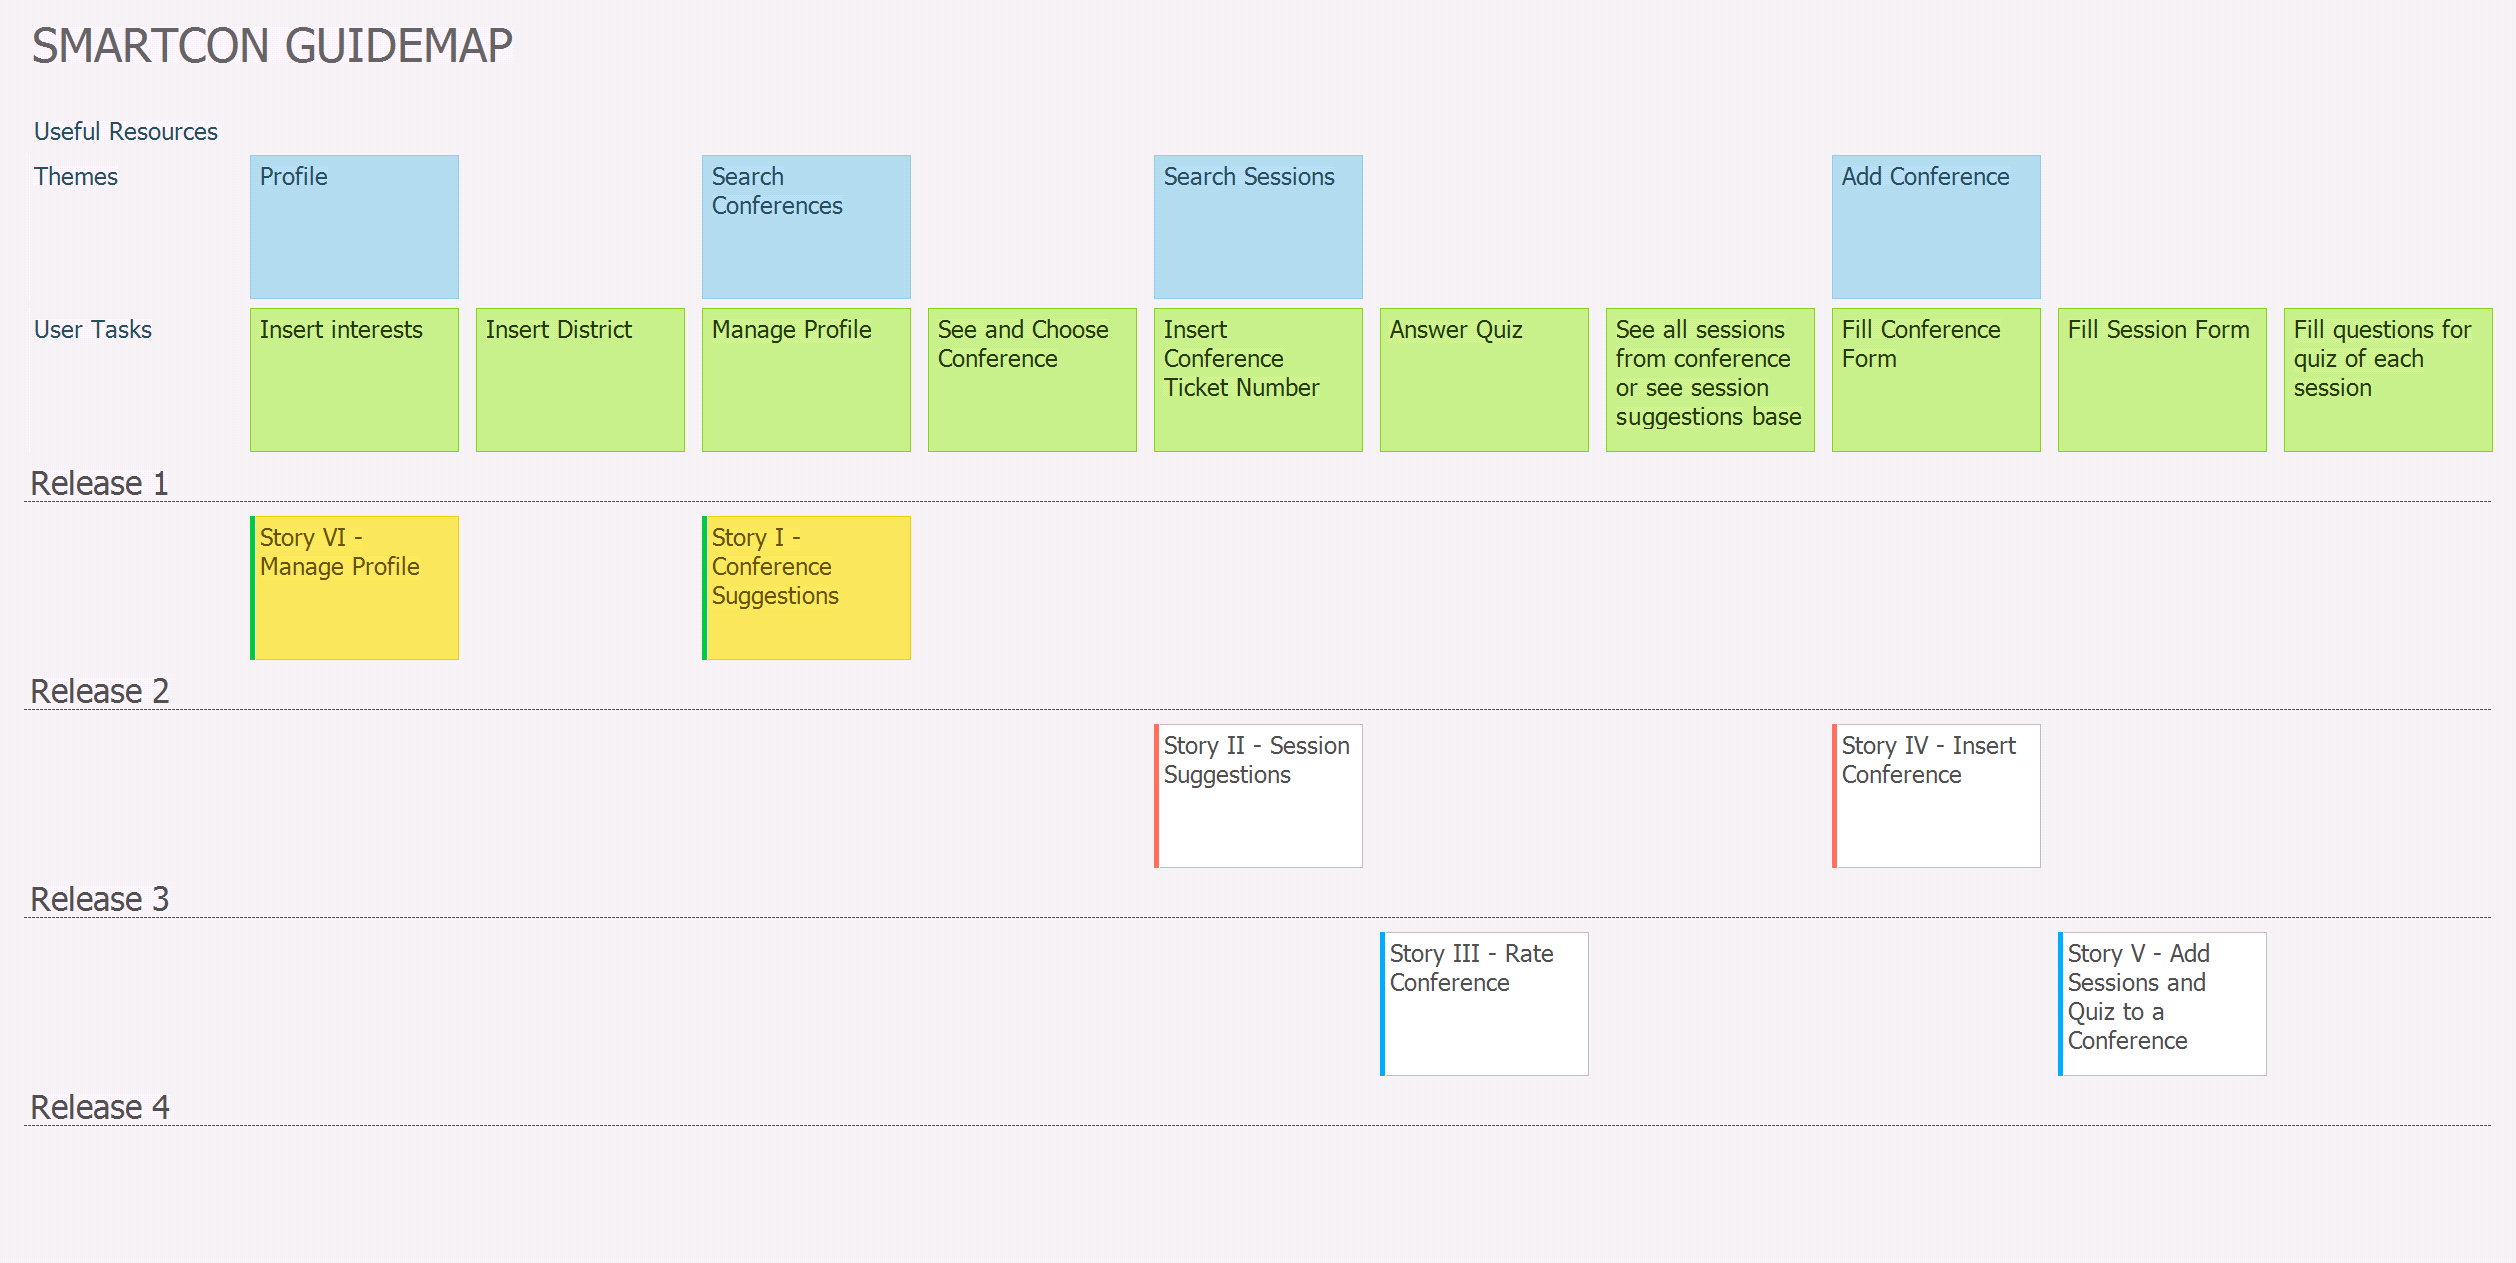 SMARTCON GUIDEMAP
Useful Resources
Themes
Profile
Search
Conferences
Search Sessions
Add Conference
User Tasks
Insert interests
Insert District
Manage Profile
See and Choose
Conference
Insert
Conference
Ticket Number
Answer Quiz
See all sessions
from conference
or see session
suggestions base
Fill Conference
Form
Fill Session Form
Fill questions for
quiz of each
session
Release 1
Story VI -
Manage Profile
Story I -
Conference
Suggestions
Release 2
Story II - Session
Suggestions
Story IV - Insert
Conference
Release 3
Story III - Rate
Conference
Story V - Add
Sessions and
Quiz to a
Conference
Release 4